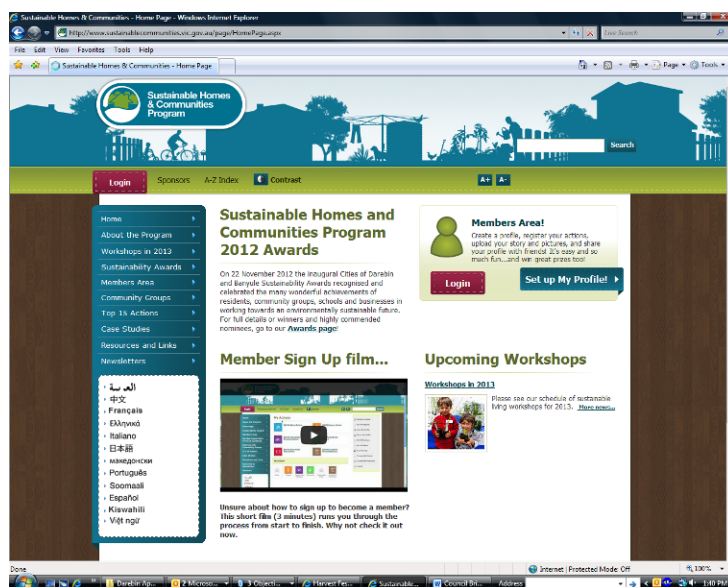 Sustainable Homes & Communities - Home Page - Windows Internet Explorer
http://www.sustainablecommunities.vic.gov.au/page/HomePage.aspx
Live Search
File Edit View Favorites Tools Help
Sustainable Homes & Communities - Home Page
Page Tools
Sustainable Homes
& Communities
Program
Search
Login Sponsors A-Z Index Contrast A+ A-
Home
About the Program
Workshops in 2013
Sustainability Awards
Members Area
Community Groups
Top 15 Actions
Case Studies
Resources and Links
Newsletters
العربية
中文
Français
Ελληνικά
Italiano
日本語
македонски
Português
Soomaali
Español
Kiswahili
Việt ngữ
Sustainable Homes and
Communities Program
2012 Awards
On 22 November 2012 the inaugural Cities of Darebin
and Banyule Sustainability Awards recognised and
celebrated the many wonderful achievements of
residents, community groups, schools and businesses in
working towards an environmentally sustainable future.
For full details or winners and highly commended
nominees, go to our Awards page!
Members Area!
Create a profile, register your actions,
upload your story and pictures, and share
your profile with friends! It's easy and so
much fun...and win great prizes too!
Login
Set up My Profile!
Member Sign Up film...
Unsure about how to sign up to become a member?
This short film (3 minutes) runs you through the
process from start to finish. Why not check it out
now.
Upcoming Workshops
Workshops in 2013
Please see our schedule of sustainable
living workshops for 2013. More news...
Done
Internet | Protected Mode: Off
100%
Darebin Ap...
2 Microso...
3 Objecti...
Harvest Fes...
Sustainable...
Council Bri...
Address
1:40 PM